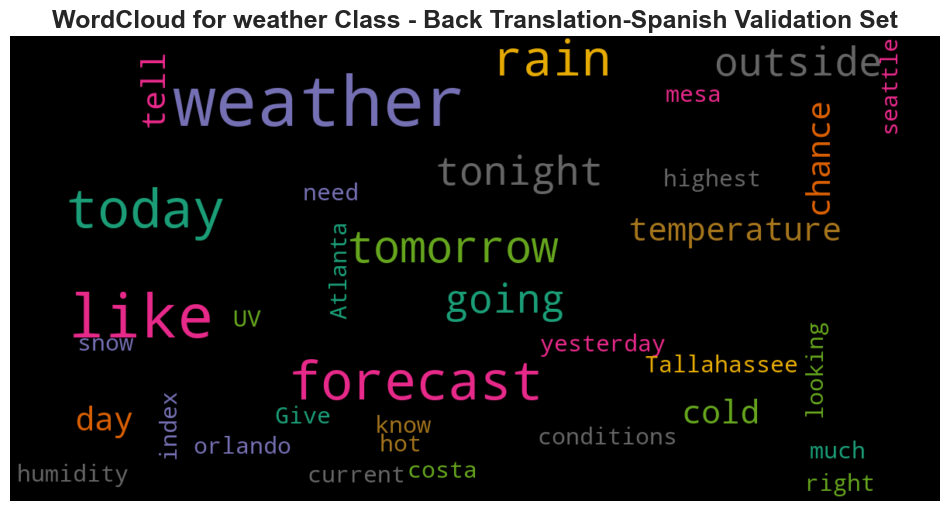 WordCloud for weather Class - Back Translation-Spanish Validation Set
rain
outside
seattle
tell
weather
mesa
chance
tonight
highest
need
today
temperature
Atlanta
tomorrow
going
like
UV
snow
yesterday
looking
Tallahassee
forecast
day
index
Give
know
cold
hot
orlando
conditions
much
humidity
current
costa
right